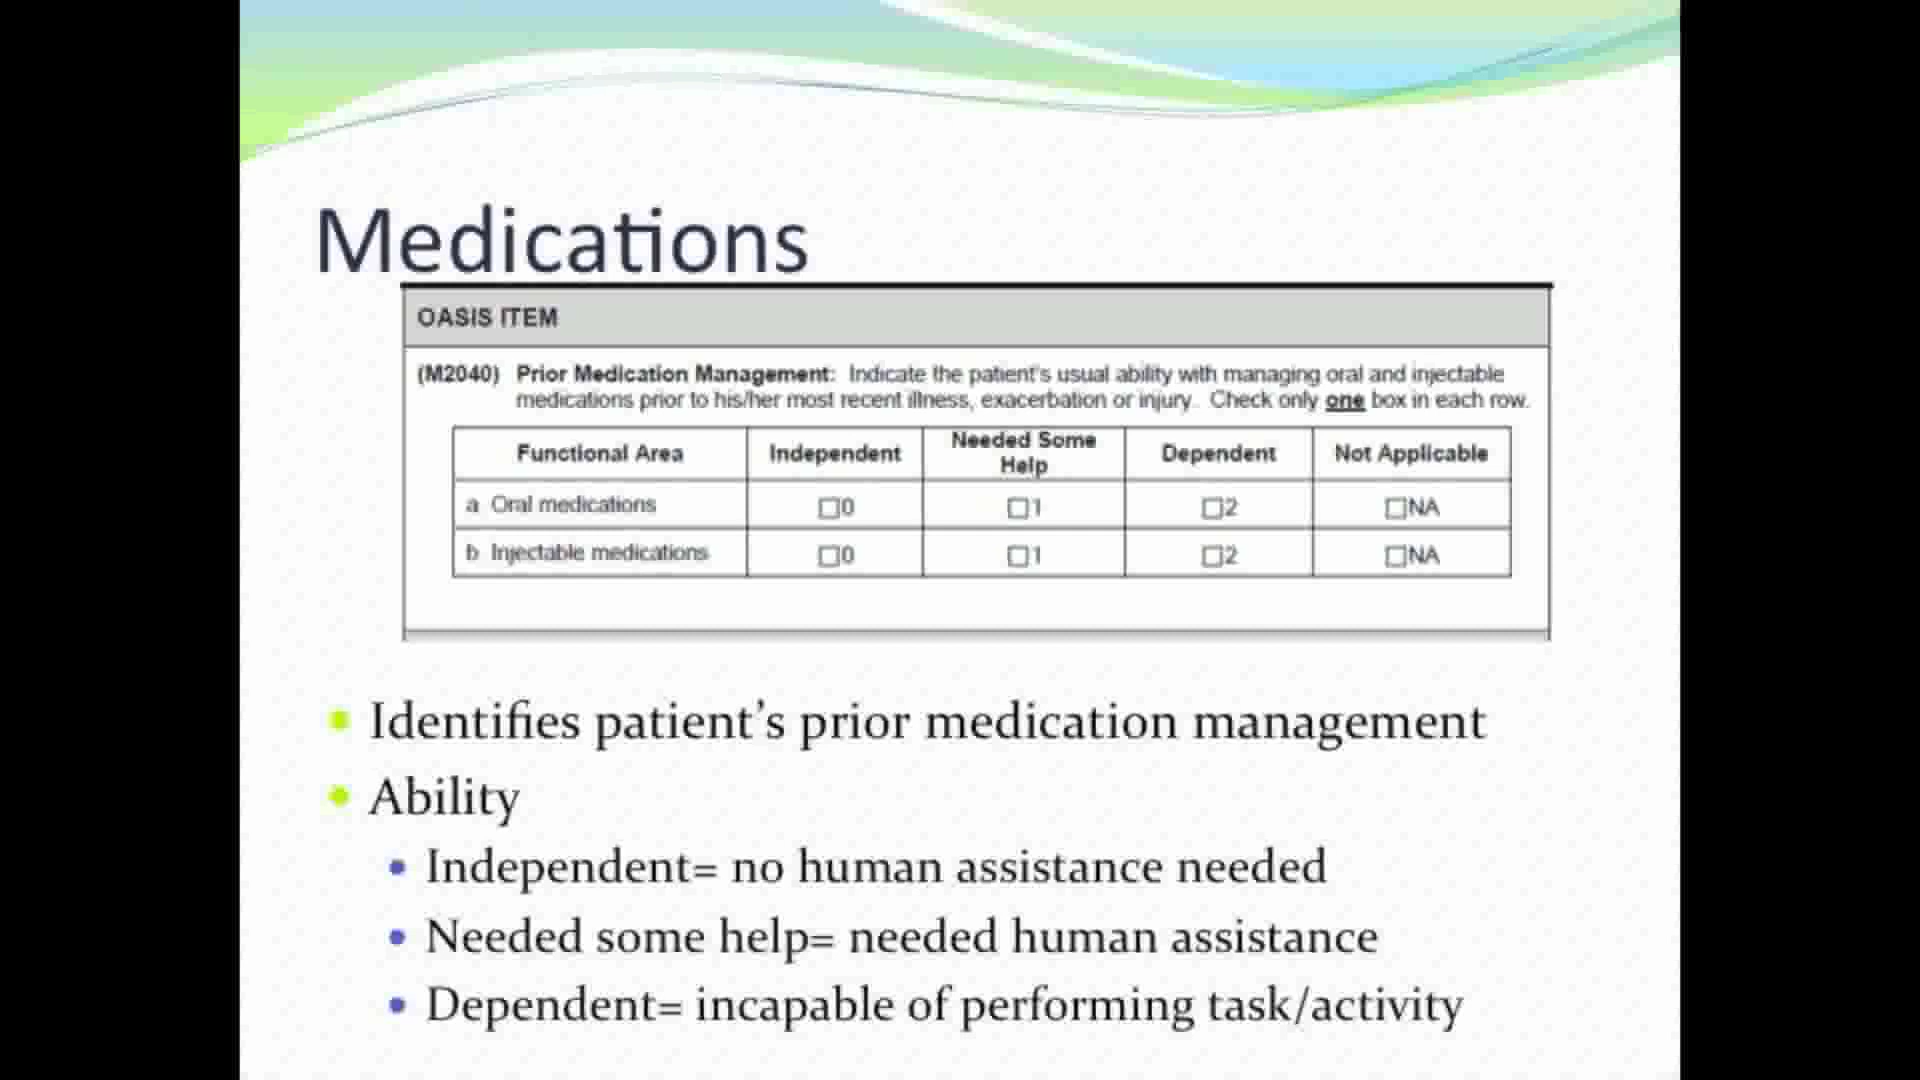 Medications
OASIS ITEM
(M2040) Prior Medication Management: Indicate the patient's usual ability with managing oral and injectable
medications prior to his/her most recent illness, exacerbation or injury. Check only one box in each row.
Functional Area Independent Needed Some Help Dependent Not Applicable
a Oral medications □0 □1 □2 □NA
b Injectable medications □0 □1 □2 □NA
• Identifies patient's prior medication management
• Ability
• Independent= no human assistance needed
• Needed some help= needed human assistance
• Dependent= incapable of performing task/activity